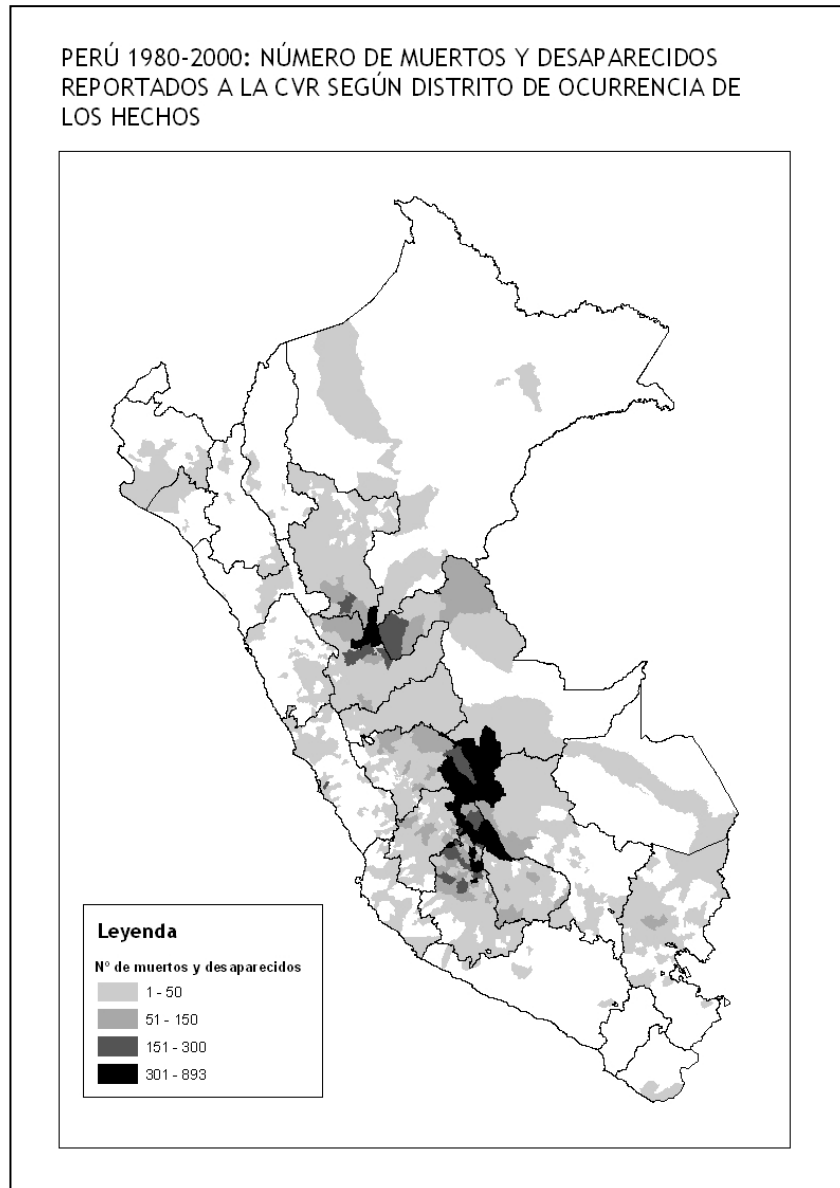 PERÚ 1980-2000: NÚMERO DE MUERTOS Y DESAPARECIDOS
REPORTADOS A LA CVR SEGÚN DISTRITO DE OCURRENCIA DE
LOS HECHOS
Leyenda
Nº de muertos y desaparecidos
1 - 50
51 - 150
151 - 300
301 - 893